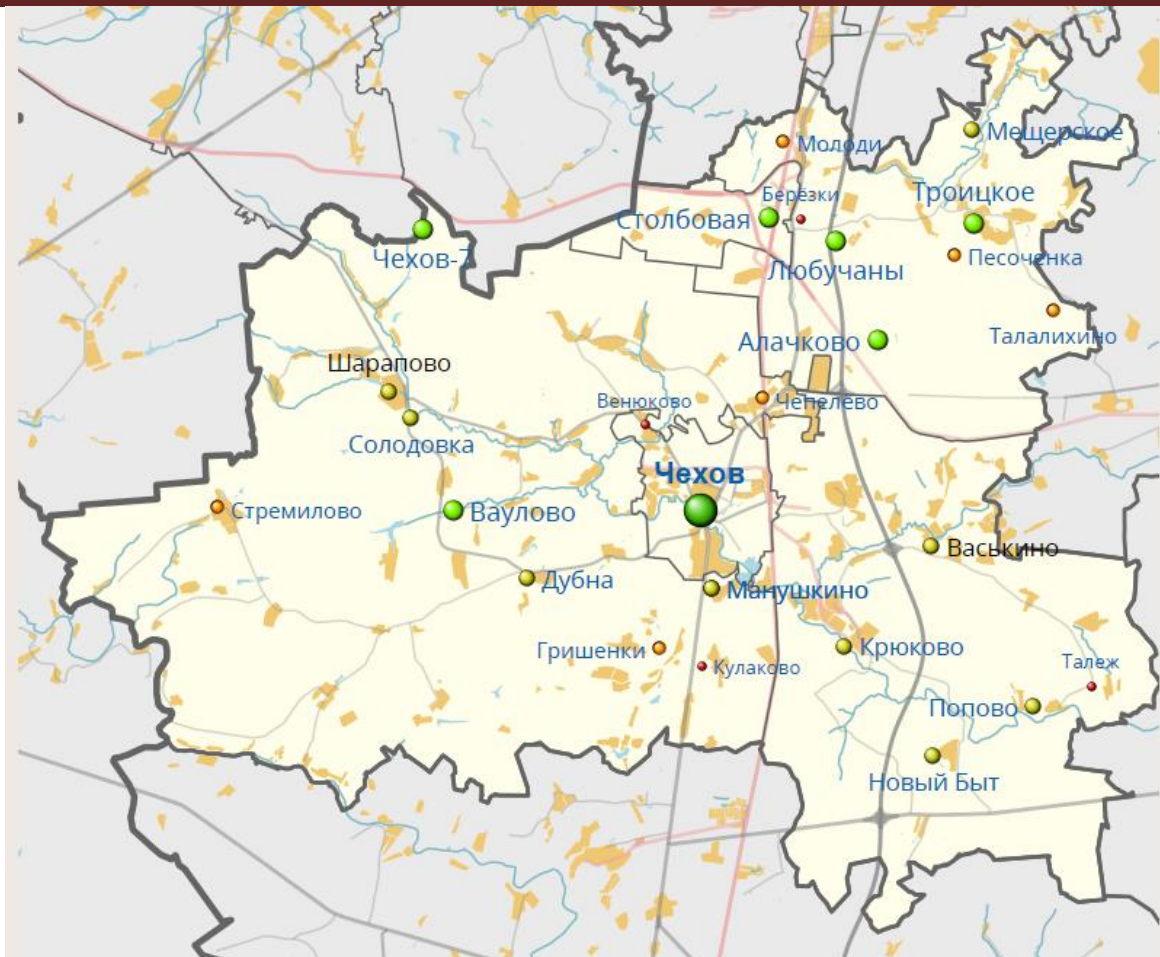 Мещерское
Молоди
Берёзки
Троицкое
Столбовая
Чехов-7
Любучаны
Песоченка
Алачково
Талалихино
Шарапово
Венюково
Чепелёво
Солодовка
Чехов
Стремилово
Ваулово
Васькино
Дубна
Манушкино
Гришенки
Крюково
Кулаково
Талеж
Попово
Новый Быт